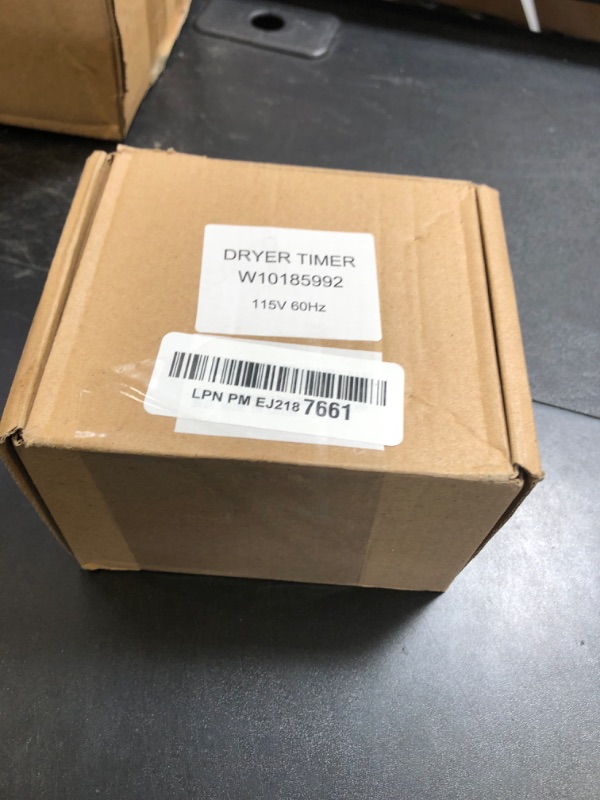 DRYER TIMER
W10185992
115V 60Hz
LPN PM EJ218 7661